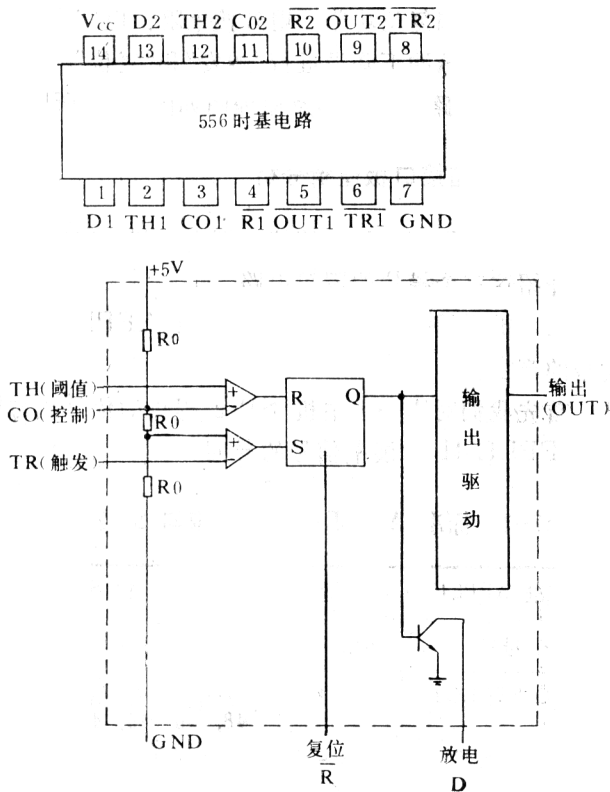 VCC D2 TH2 C02 R2 OUT2 TR2
14 13 12 11 10 9 8
556时基电路
1 2 3 4 5 6 7
D1 TH1 CO1 R1 OUT1 TR1 GND
+5V
R0
TH(阈值)
CO(控制)
R0
TR(触发)
R0
+
−
+
−
R Q
S
输出驱动
输出
(OUT)
GND
复位
R
放电
D